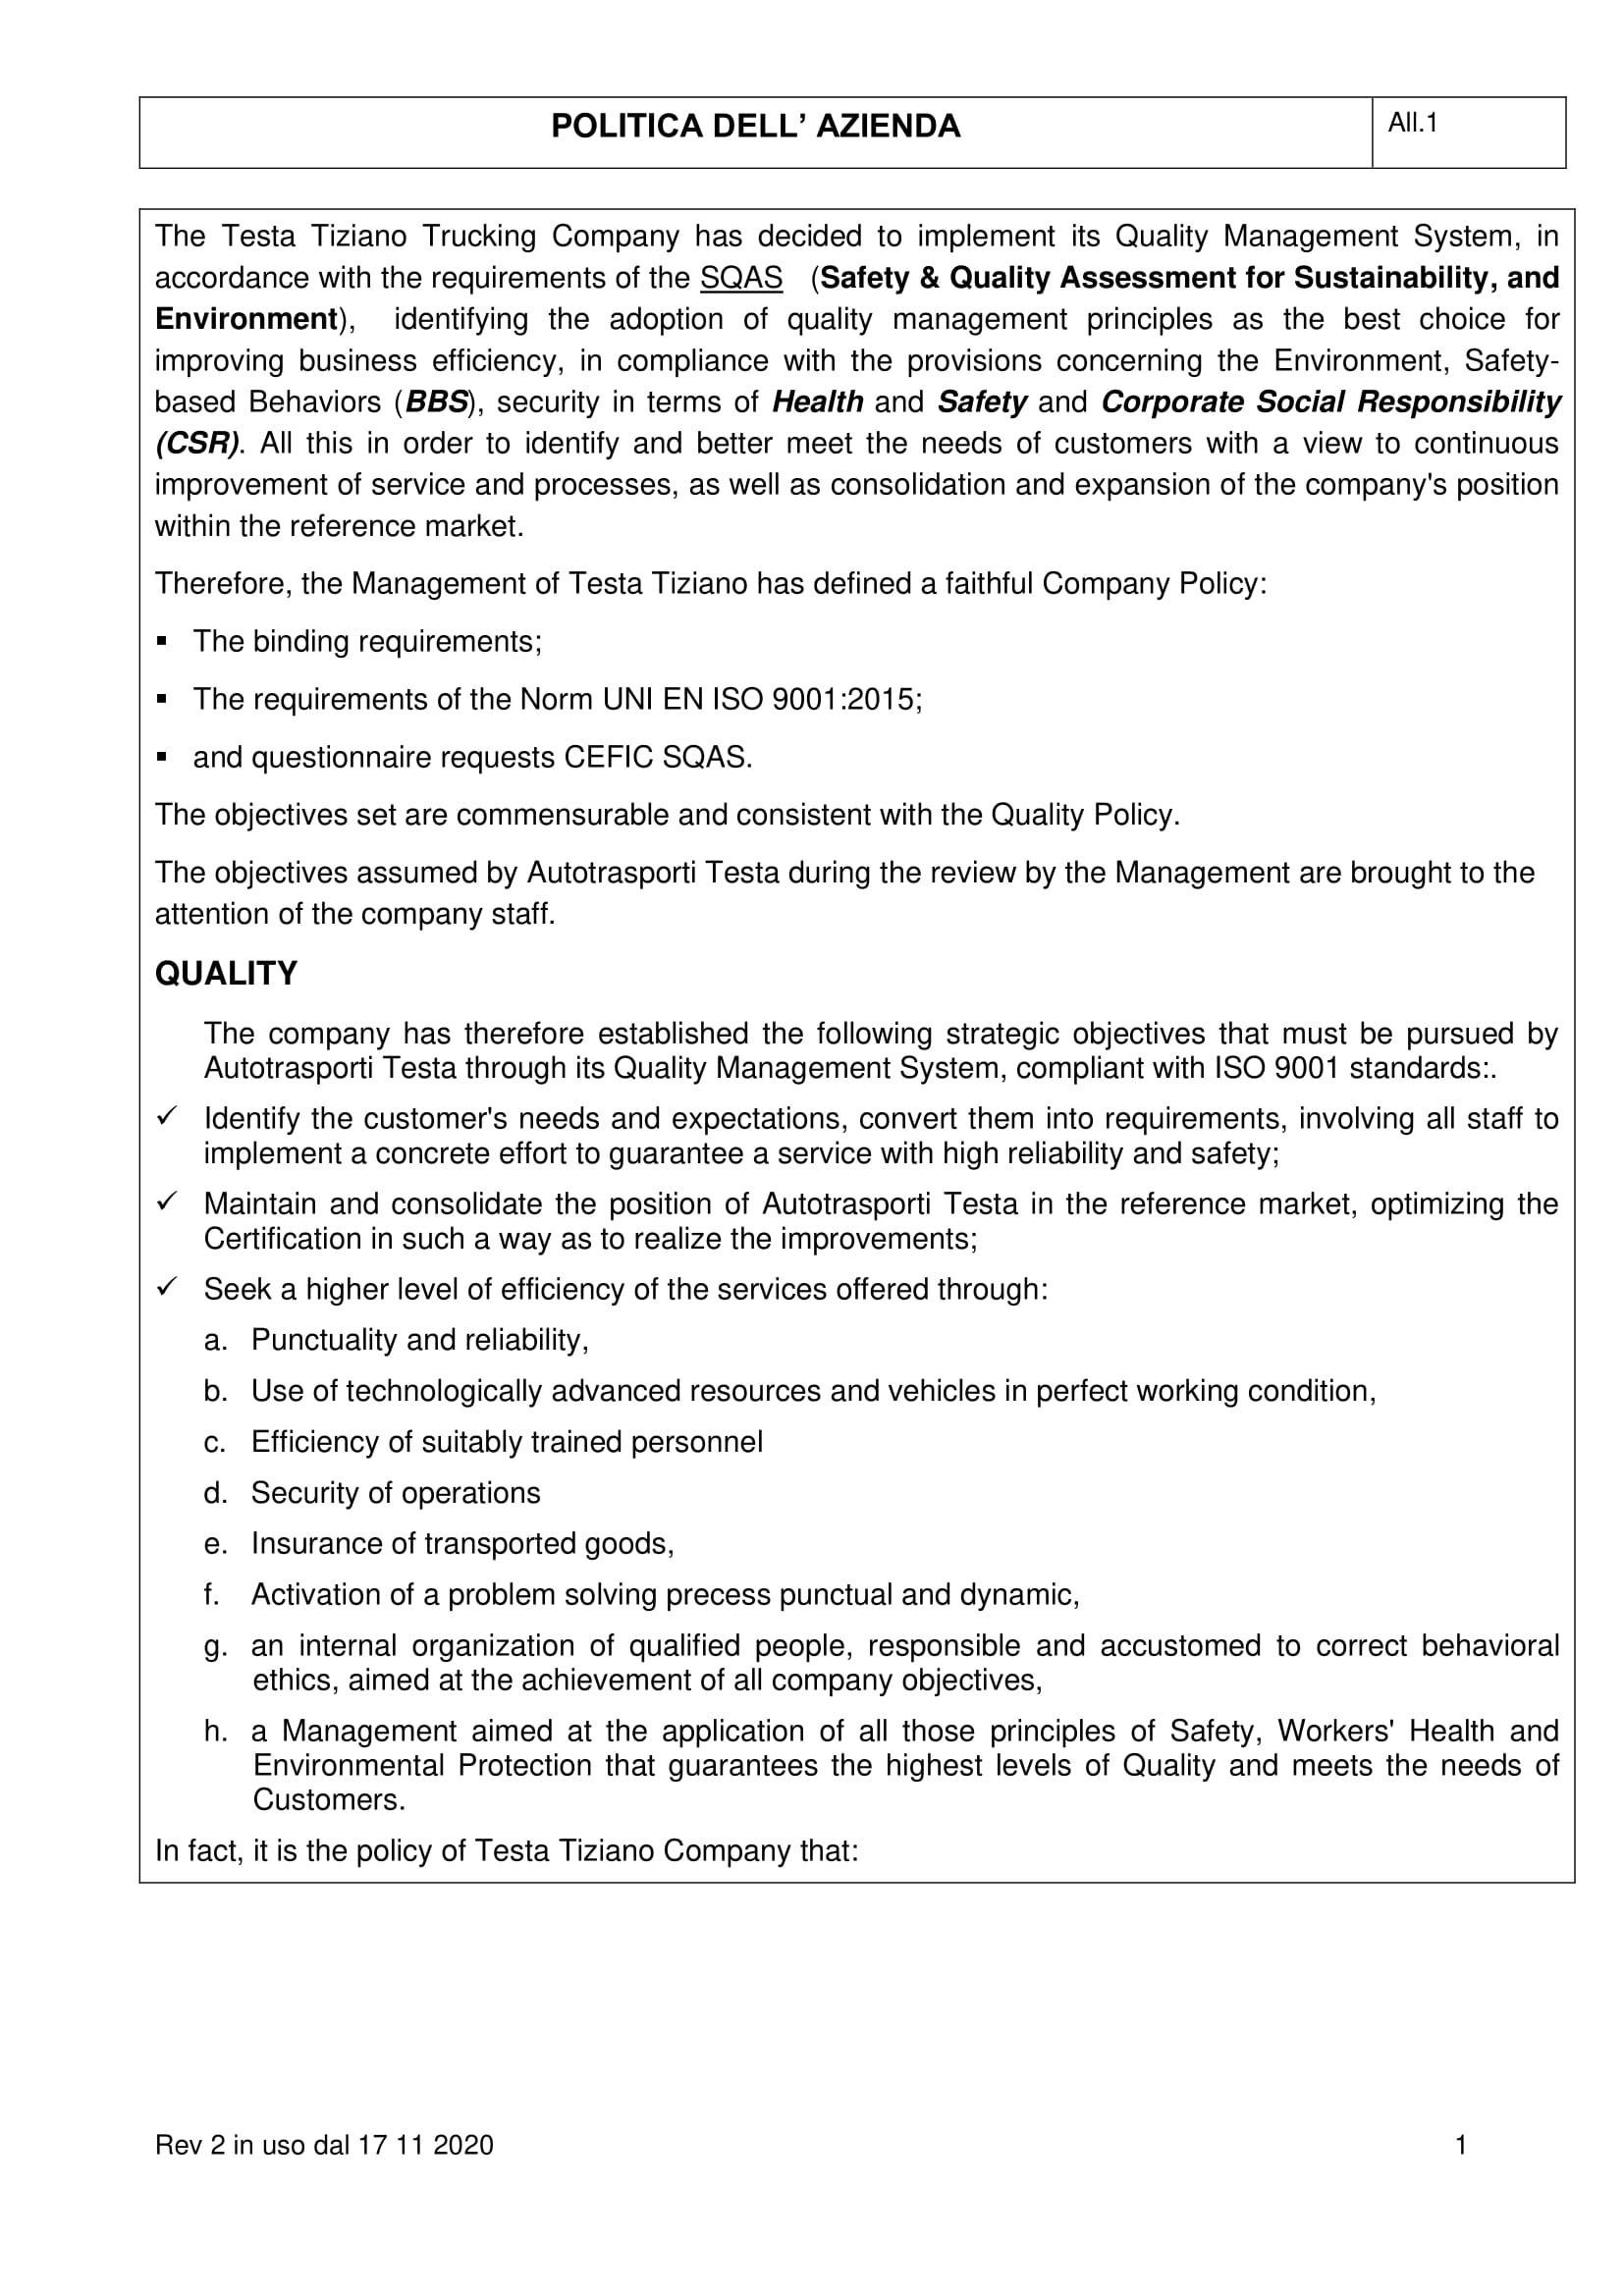 POLITICA DELL’ AZIENDA
All.1
The Testa Tiziano Trucking Company has decided to implement its Quality Management System, in
accordance with the requirements of the SQAS (Safety & Quality Assessment for Sustainability, and
Environment), identifying the adoption of quality management principles as the best choice for
improving business efficiency, in compliance with the provisions concerning the Environment, Safety-
based Behaviors (BBS), security in terms of Health and Safety and Corporate Social Responsibility
(CSR). All this in order to identify and better meet the needs of customers with a view to continuous
improvement of service and processes, as well as consolidation and expansion of the company's position
within the reference market.
Therefore, the Management of Testa Tiziano has defined a faithful Company Policy:
▪ The binding requirements;
▪ The requirements of the Norm UNI EN ISO 9001:2015;
▪ and questionnaire requests CEFIC SQAS.
The objectives set are commensurable and consistent with the Quality Policy.
The objectives assumed by Autotrasporti Testa during the review by the Management are brought to the
attention of the company staff.
QUALITY
The company has therefore established the following strategic objectives that must be pursued by
Autotrasporti Testa through its Quality Management System, compliant with ISO 9001 standards:.
✓ Identify the customer's needs and expectations, convert them into requirements, involving all staff to
implement a concrete effort to guarantee a service with high reliability and safety;
✓ Maintain and consolidate the position of Autotrasporti Testa in the reference market, optimizing the
Certification in such a way as to realize the improvements;
✓ Seek a higher level of efficiency of the services offered through:
a. Punctuality and reliability,
b. Use of technologically advanced resources and vehicles in perfect working condition,
c. Efficiency of suitably trained personnel
d. Security of operations
e. Insurance of transported goods,
f. Activation of a problem solving precess punctual and dynamic,
g. an internal organization of qualified people, responsible and accustomed to correct behavioral
ethics, aimed at the achievement of all company objectives,
h. a Management aimed at the application of all those principles of Safety, Workers' Health and
Environmental Protection that guarantees the highest levels of Quality and meets the needs of
Customers.
In fact, it is the policy of Testa Tiziano Company that:
Rev 2 in uso dal 17 11 2020
1